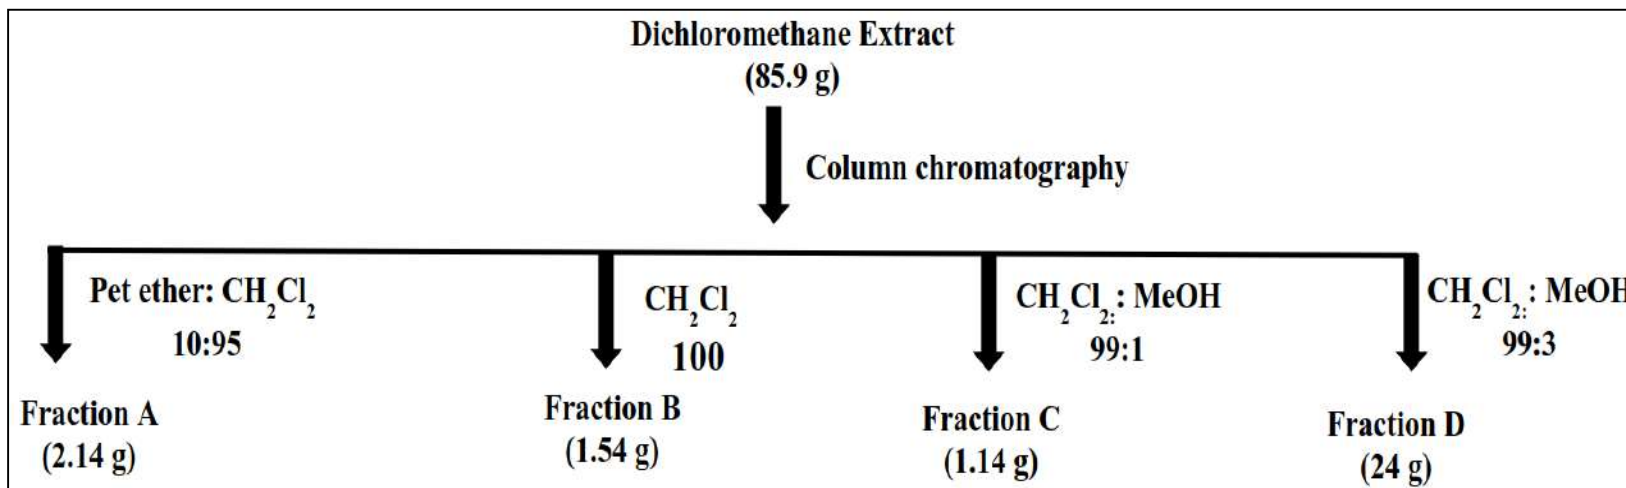 Dichloromethane Extract
(85.9 g)
Column chromatography
Pet ether: CH₂Cl₂
10:95
Fraction A
(2.14 g)
CH₂Cl₂
100
Fraction B
(1.54 g)
CH₂Cl₂: : MeOH
99:1
Fraction C
(1.14 g)
CH₂Cl₂: : MeOH
99:3
Fraction D
(24 g)